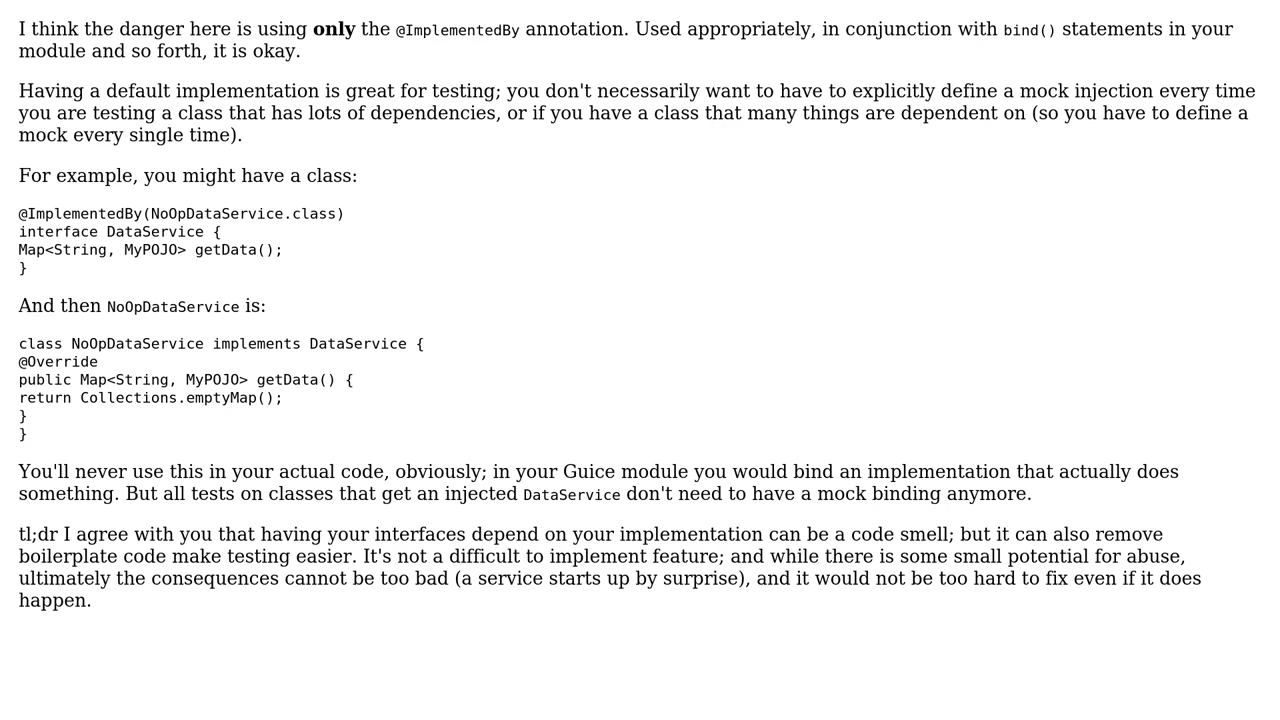 I think the danger here is using only the @ImplementedBy annotation. Used appropriately, in conjunction with bind() statements in your
module and so forth, it is okay.
Having a default implementation is great for testing; you don't necessarily want to have to explicitly define a mock injection every time
you are testing a class that has lots of dependencies, or if you have a class that many things are dependent on (so you have to define a
mock every single time).
For example, you might have a class:
@ImplementedBy(NoOpDataService.class)
interface DataService {
Map<String, MyPOJO> getData();
}
And then NoOpDataService is:
class NoOpDataService implements DataService {
@Override
public Map<String, MyPOJO> getData() {
return Collections.emptyMap();
}
}
You'll never use this in your actual code, obviously; in your Guice module you would bind an implementation that actually does
something. But all tests on classes that get an injected DataService don't need to have a mock binding anymore.
tl;dr I agree with you that having your interfaces depend on your implementation can be a code smell; but it can also remove
boilerplate code make testing easier. It's not a difficult to implement feature; and while there is some small potential for abuse,
ultimately the consequences cannot be too bad (a service starts up by surprise), and it would not be too hard to fix even if it does
happen.